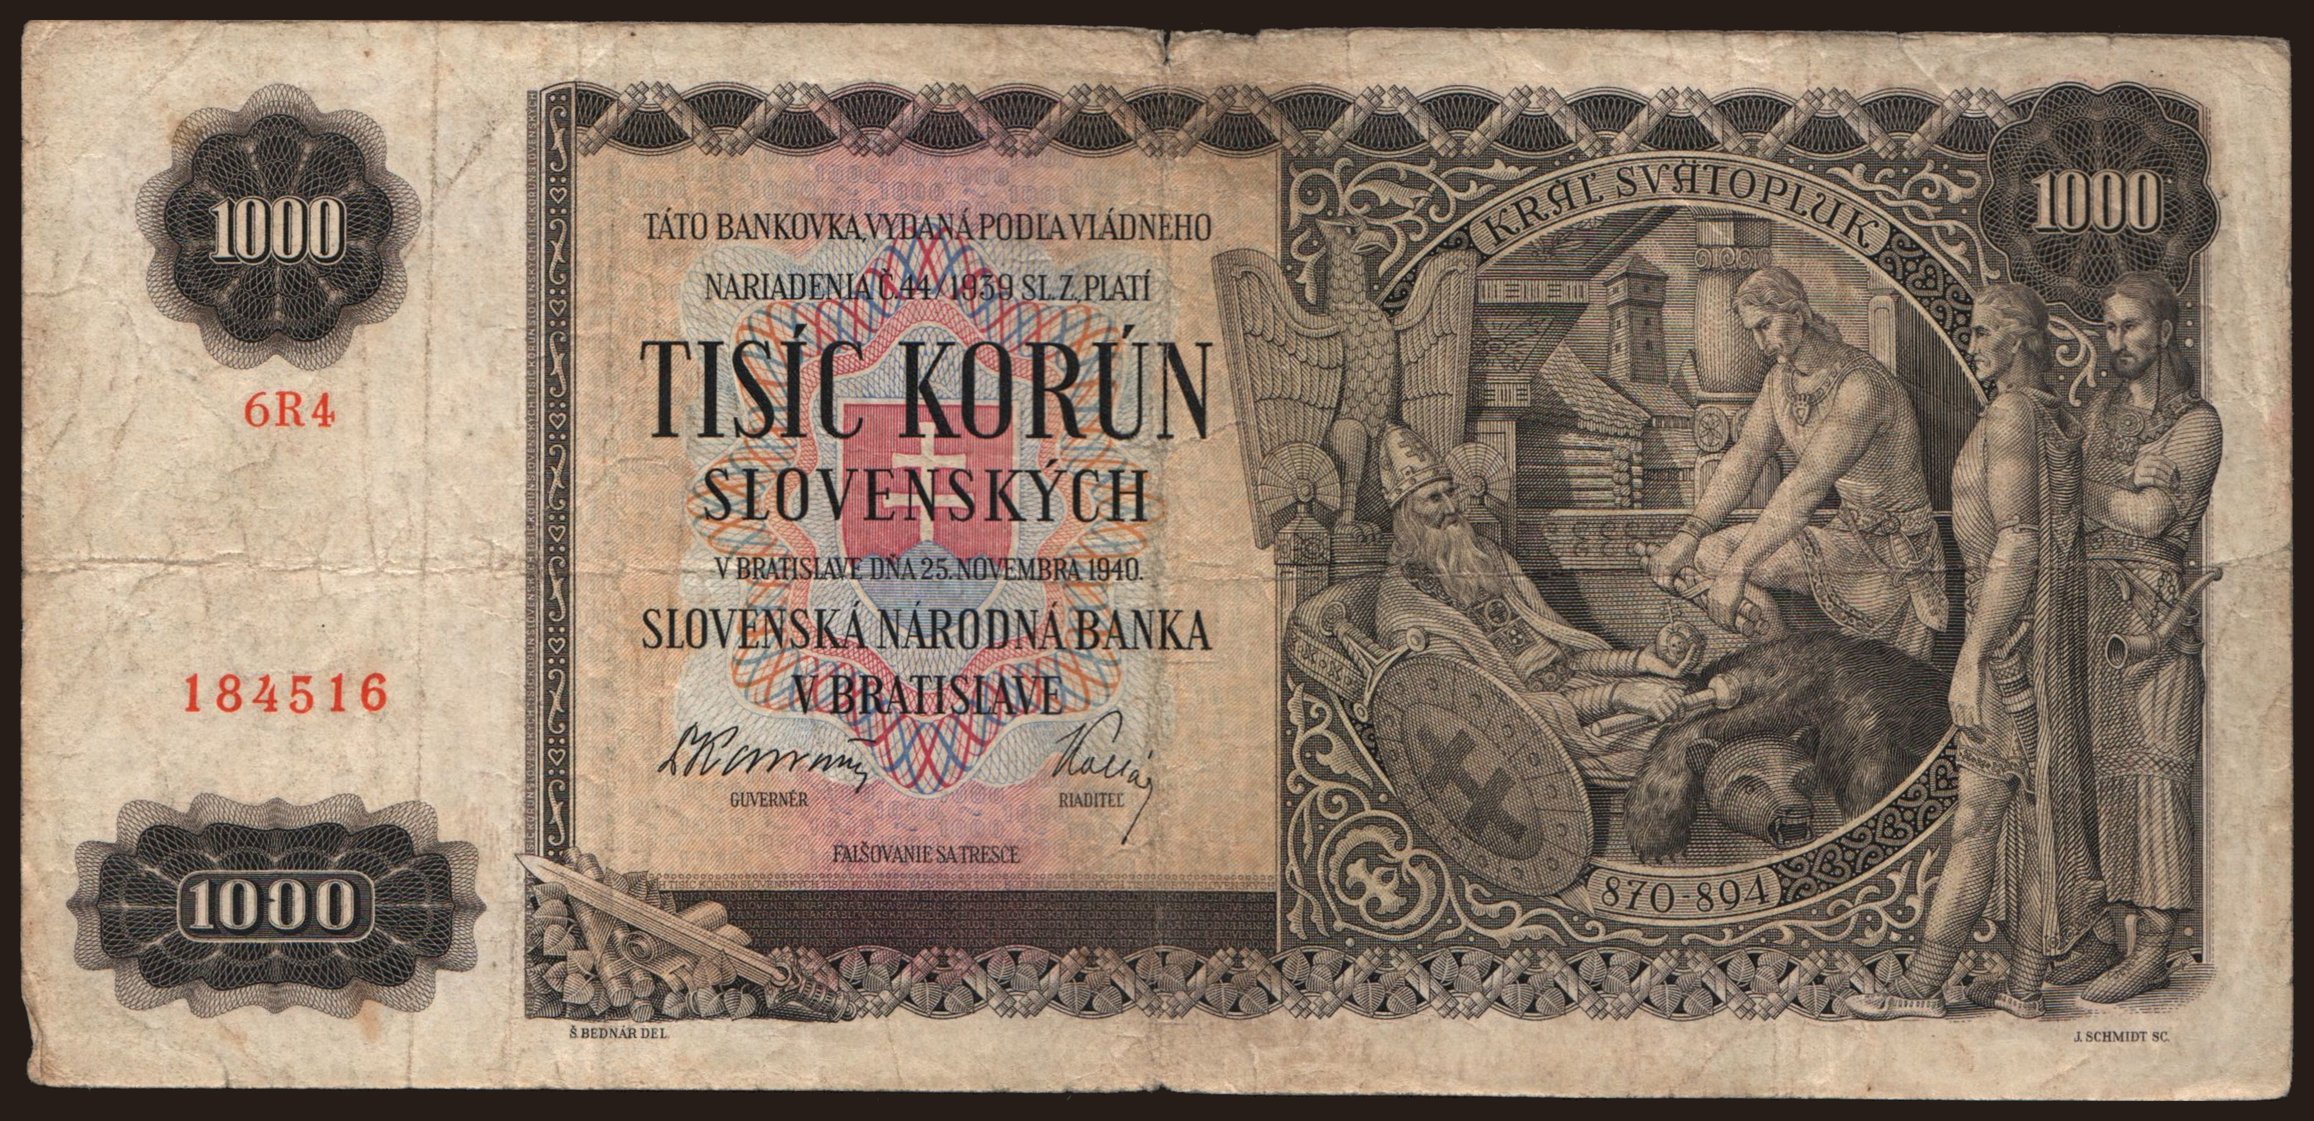 1000
6R4
184516
1000
TÁTO BANKOVKA, VYDANÁ PODĽA VLÁDNEHO
NARIADENIA Č. 44/1939 SL. Z., PLATÍ
TISÍC KORÚN
SLOVENSKÝCH
V BRATISLAVE DŇA 25. NOVEMBRA 1940.
SLOVENSKÁ NÁRODNÁ BANKA
V BRATISLAVE
GUVERNÉR
RIADITEĽ
FALŠOVANIE SA TRESCE
KRÁĽ SVÄTOPLUK
1000
870-894
Š. BEDNÁR DEL.
J. SCHMIDT SC.